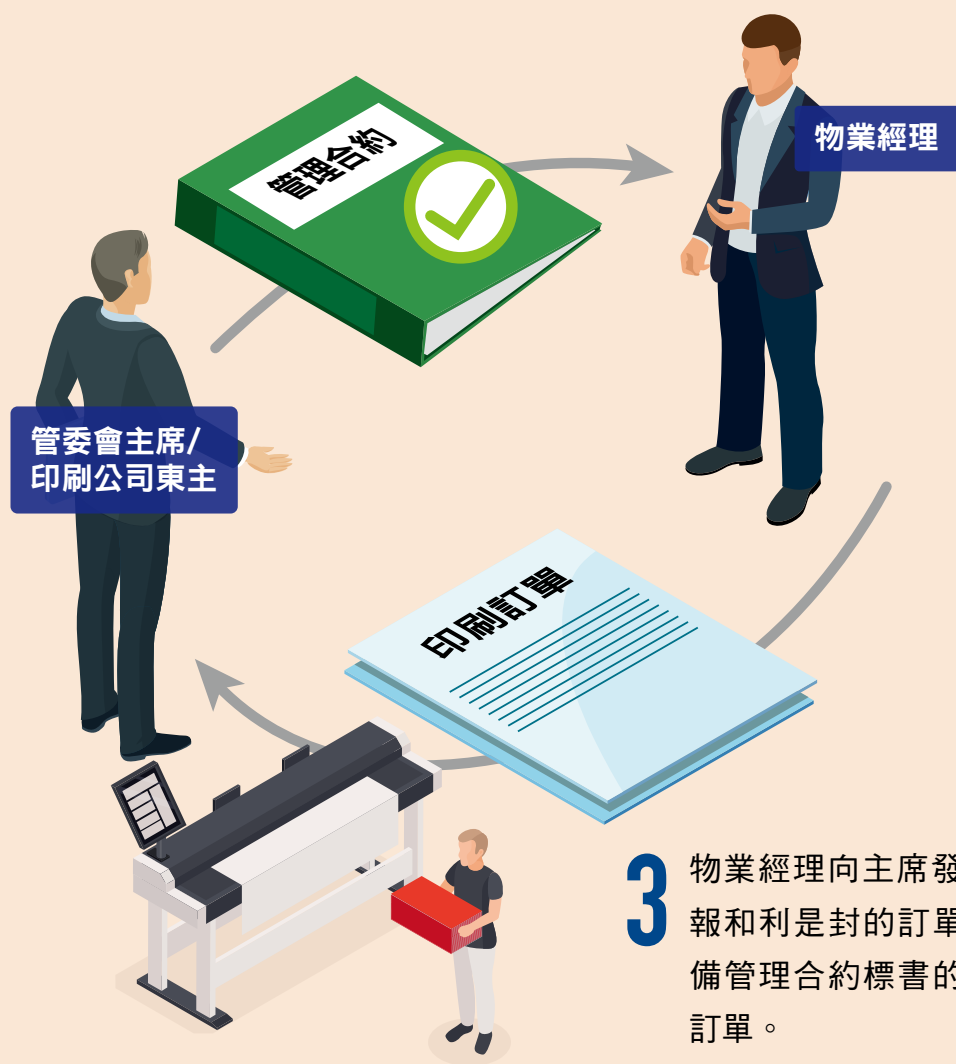 管理合約
物業經理
管委會主席/
印刷公司東主
印刷訂單
3 物業經理向主席發
報和利是封的訂單
備管理合約標書的
訂單。